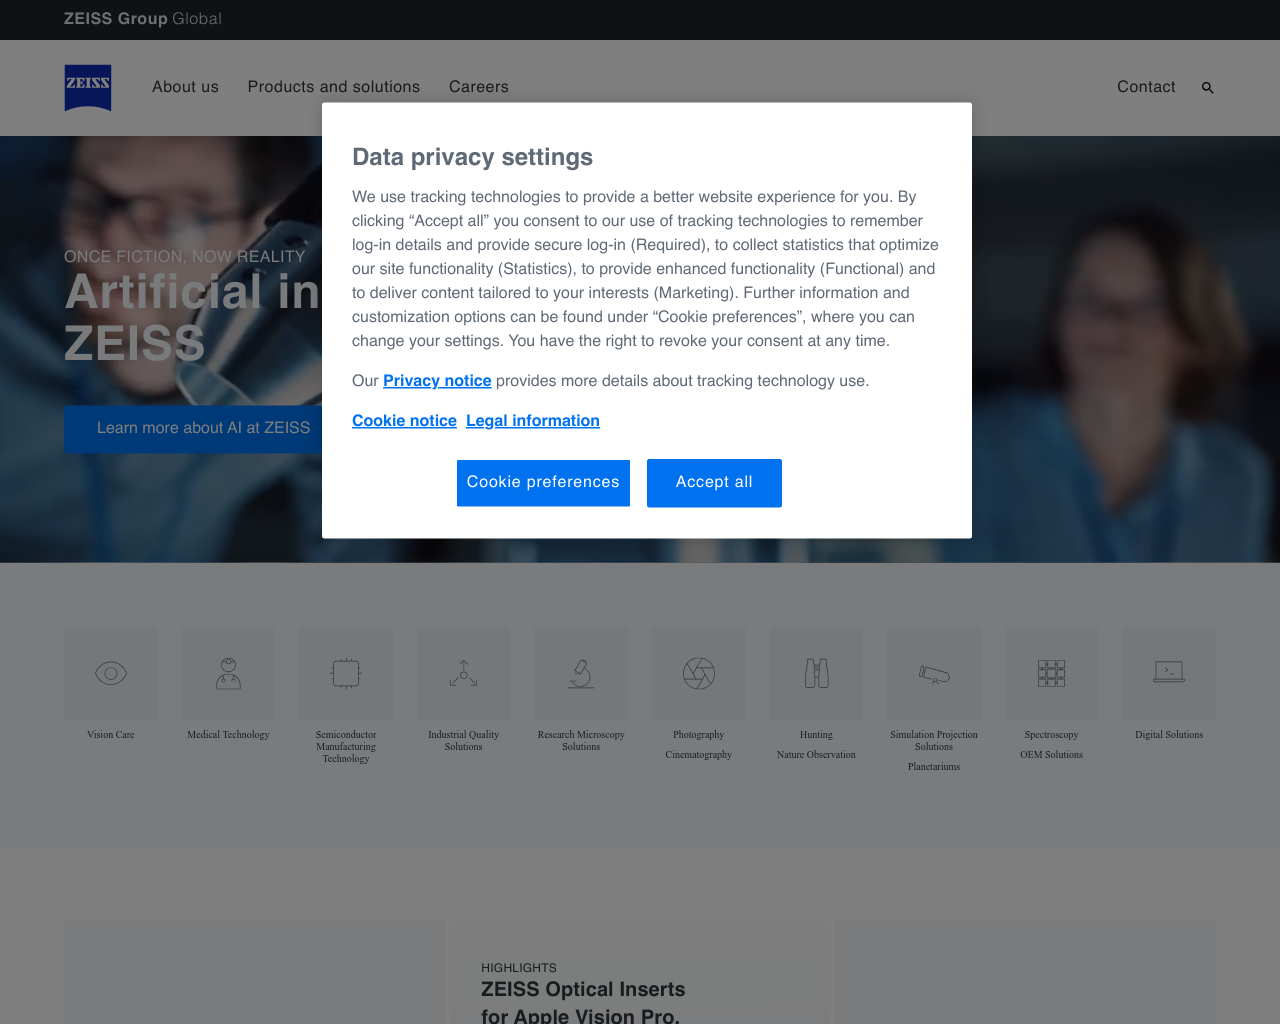 ZEISS Group Global
ZEISS
About us
Products and solutions
Careers
Contact
Data privacy settings
We use tracking technologies to provide a better website experience for you. By
clicking “Accept all” you consent to our use of tracking technologies to remember
log-in details and provide secure log-in (Required), to collect statistics that optimize
our site functionality (Statistics), to provide enhanced functionality (Functional) and
to deliver content tailored to your interests (Marketing). Further information and
customization options can be found under “Cookie preferences”, where you can
change your settings. You have the right to revoke your consent at any time.
Our Privacy notice provides more details about tracking technology use.
Cookie notice Legal information
Cookie preferences
Accept all
ONCE FICTION, NOW REALITY
Artificial in
ZEISS
Learn more about AI at ZEISS
Vision Care
Medical Technology
Semiconductor
Manufacturing
Technology
Industrial Quality
Solutions
Research Microscopy
Solutions
Photography
Cinematography
Hunting
Nature Observation
Simulation Projection
Solutions
Planetariums
Spectroscopy
OEM Solutions
Digital Solutions
HIGHLIGHTS
ZEISS Optical Inserts
for Apple Vision Pro.